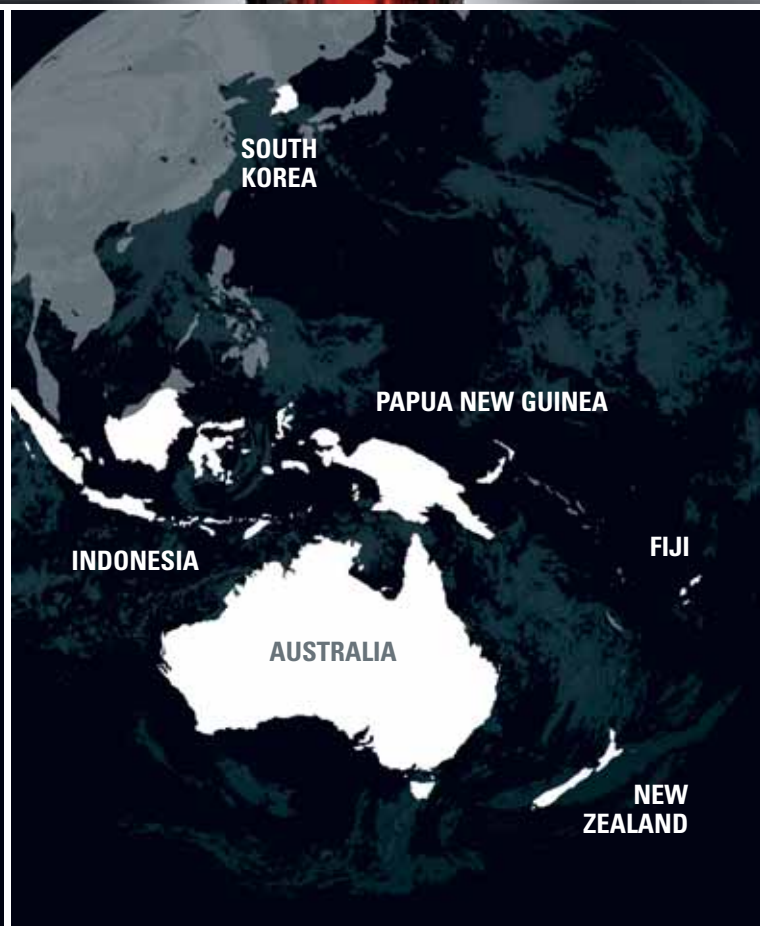 SOUTH
KOREA
PAPUA NEW GUINEA
FIJI
INDONESIA
AUSTRALIA
NEW
ZEALAND